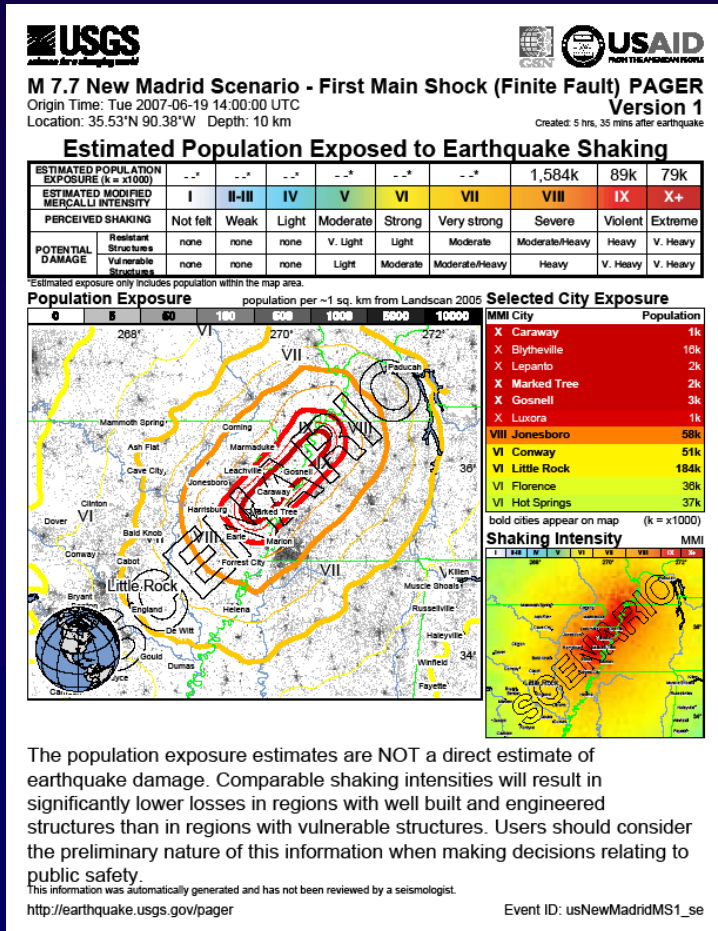 USGS
science for a changing world
GSN
USAID
FROM THE AMERICAN PEOPLE
M 7.7 New Madrid Scenario - First Main Shock (Finite Fault) PAGER
Origin Time: Tue 2007-06-19 14:00:00 UTC
Version 1
Location: 35.53°N 90.38°W Depth: 10 km
Created: 5 hrs, 35 mins after earthquake
Estimated Population Exposed to Earthquake Shaking
ESTIMATED POPULATION EXPOSURE (k = x1000) - -* - -* - -* - -* - -* - -* 1,584k 89k 79k
ESTIMATED MODIFIED MERCALLI INTENSITY I II-III IV V VI VII VIII IX X+
PERCEIVED SHAKING Not felt Weak Light Moderate Strong Very strong Severe Violent Extreme
POTENTIAL DAMAGE
Resistant Structures none none none V. Light Light Moderate Moderate/Heavy Heavy V. Heavy
Vulnerable Structures none none none Light Moderate Moderate/Heavy Heavy V. Heavy V. Heavy
*Estimated exposure only includes population within the map area.
Population Exposure
population per ~1 sq. km from Landscan 2005
0 5 50 100 500 1000 5000 10000
268° VI 270° 272°
VII
Paducah
Mammoth Spring
Corning
IX VIII
Ash Flat
Marmaduke
Cave City
Leachville
Gosnell
IX
36°
Jonesboro
Caraway
Clinton
Harrisburg
Marked Tree
Dover
VI
Bald Knob
VIII
Earle
Marion
VII
Conway
Cabot
Forrest City
VII
Killen
Little Rock
Muscle Shoals
Bryant
England
Helena
Russellville
De Witt
Haleyville
Gould
34°
Dumas
Winfield
Fayette
SCENARIO
Selected City Exposure
MMI City Population
X Caraway 1k
X Blytheville 16k
X Lepanto 2k
X Marked Tree 2k
X Gosnell 3k
X Luxora 1k
VIII Jonesboro 58k
VI Conway 51k
VI Little Rock 184k
VI Florence 36k
VI Hot Springs 37k
bold cities appear on map (k = x1000)
Shaking Intensity MMI
I II-III IV V VI VII VIII IX X+
268° 270° 272°
SCENARIO
The population exposure estimates are NOT a direct estimate of
earthquake damage. Comparable shaking intensities will result in
significantly lower losses in regions with well built and engineered
structures than in regions with vulnerable structures. Users should consider
the preliminary nature of this information when making decisions relating to
public safety.
This information was automatically generated and has not been reviewed by a seismologist.
http://earthquake.usgs.gov/pager
Event ID: usNewMadridMS1_se